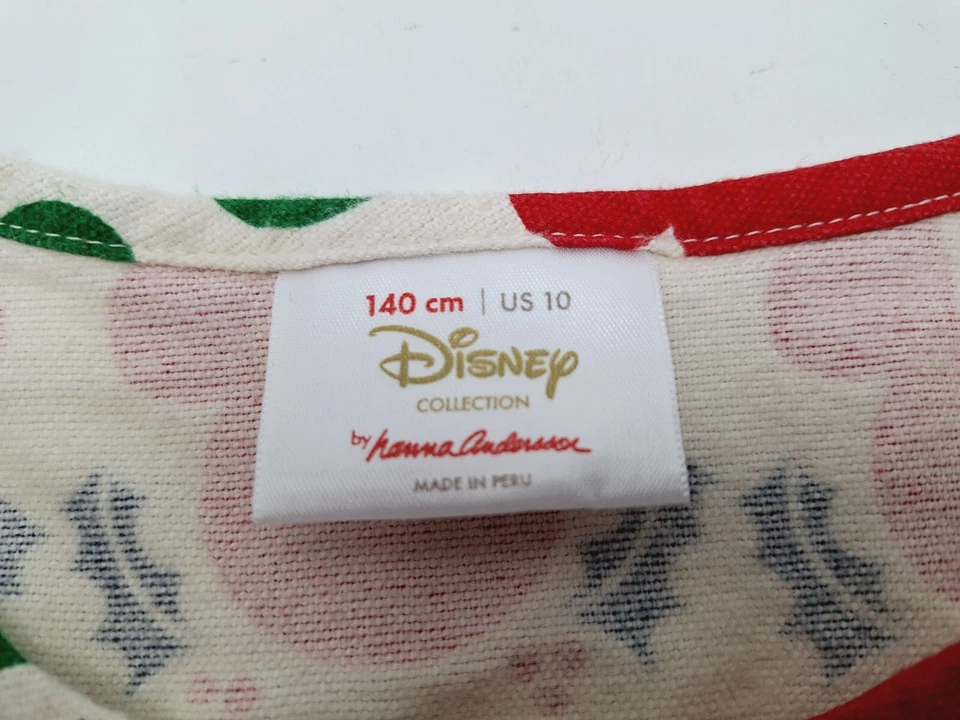 140 cm | US 10
Disney
COLLECTION
by hanna Andersson
MADE IN PERU